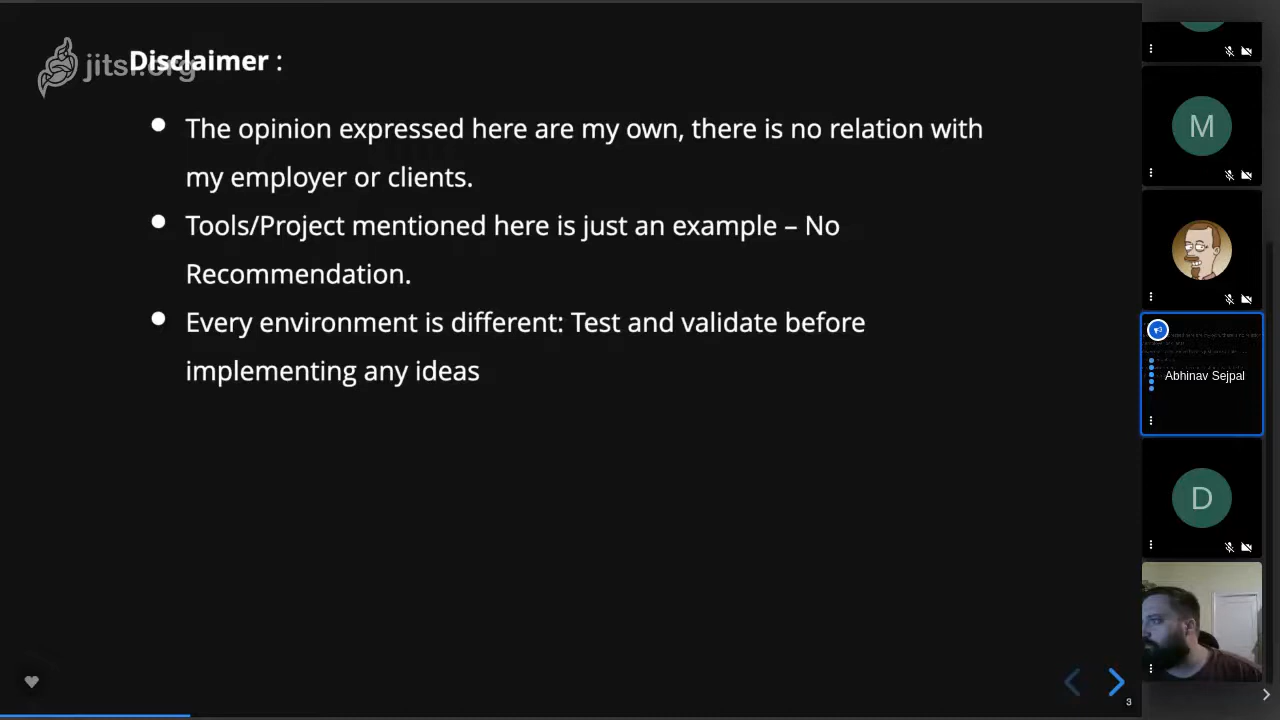 jitsi.org
Disclaimer :
The opinion expressed here are my own, there is no relation with
my employer or clients.
Tools/Project mentioned here is just an example – No
Recommendation.
Every environment is different: Test and validate before
implementing any ideas
3
M
Abhinav Sejpal
D